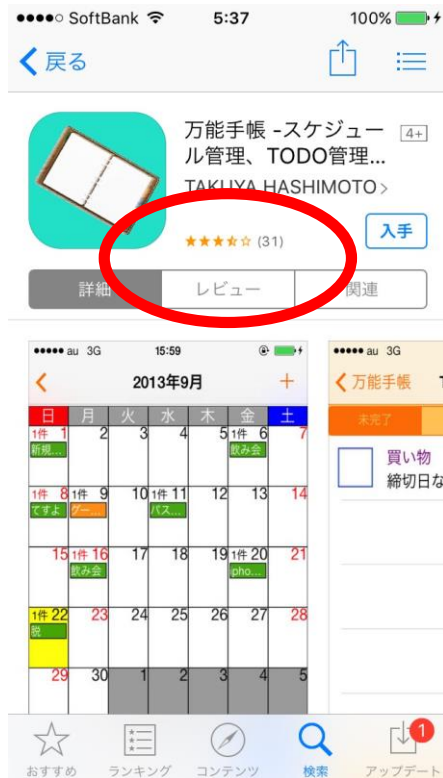 SoftBank 5:37 100%
戻る
万能手帳 -スケジュー
ル管理、TODO管理...
4+
TAKUYA HASHIMOTO
(31)
入手
詳細 レビュー 関連
au 3G 15:59
2013年9月 +
日 月 火 水 木 金 土
1件 1 2 3 4 5 1件 6 7
新規... 飲み会
1件 8 1件 9 10 1件 11 12 13 14
てすよ グー... パス...
15 1件 16 17 18 19 1件 20 21
飲み会 pho...
1件 22 23 24 25 26 27 28
脱
29 30 1 2 3 4 5
au 3G
万能手帳
未完了
買い物
締切日な
おすすめ ランキング コンテンツ 検索 アップデート
1